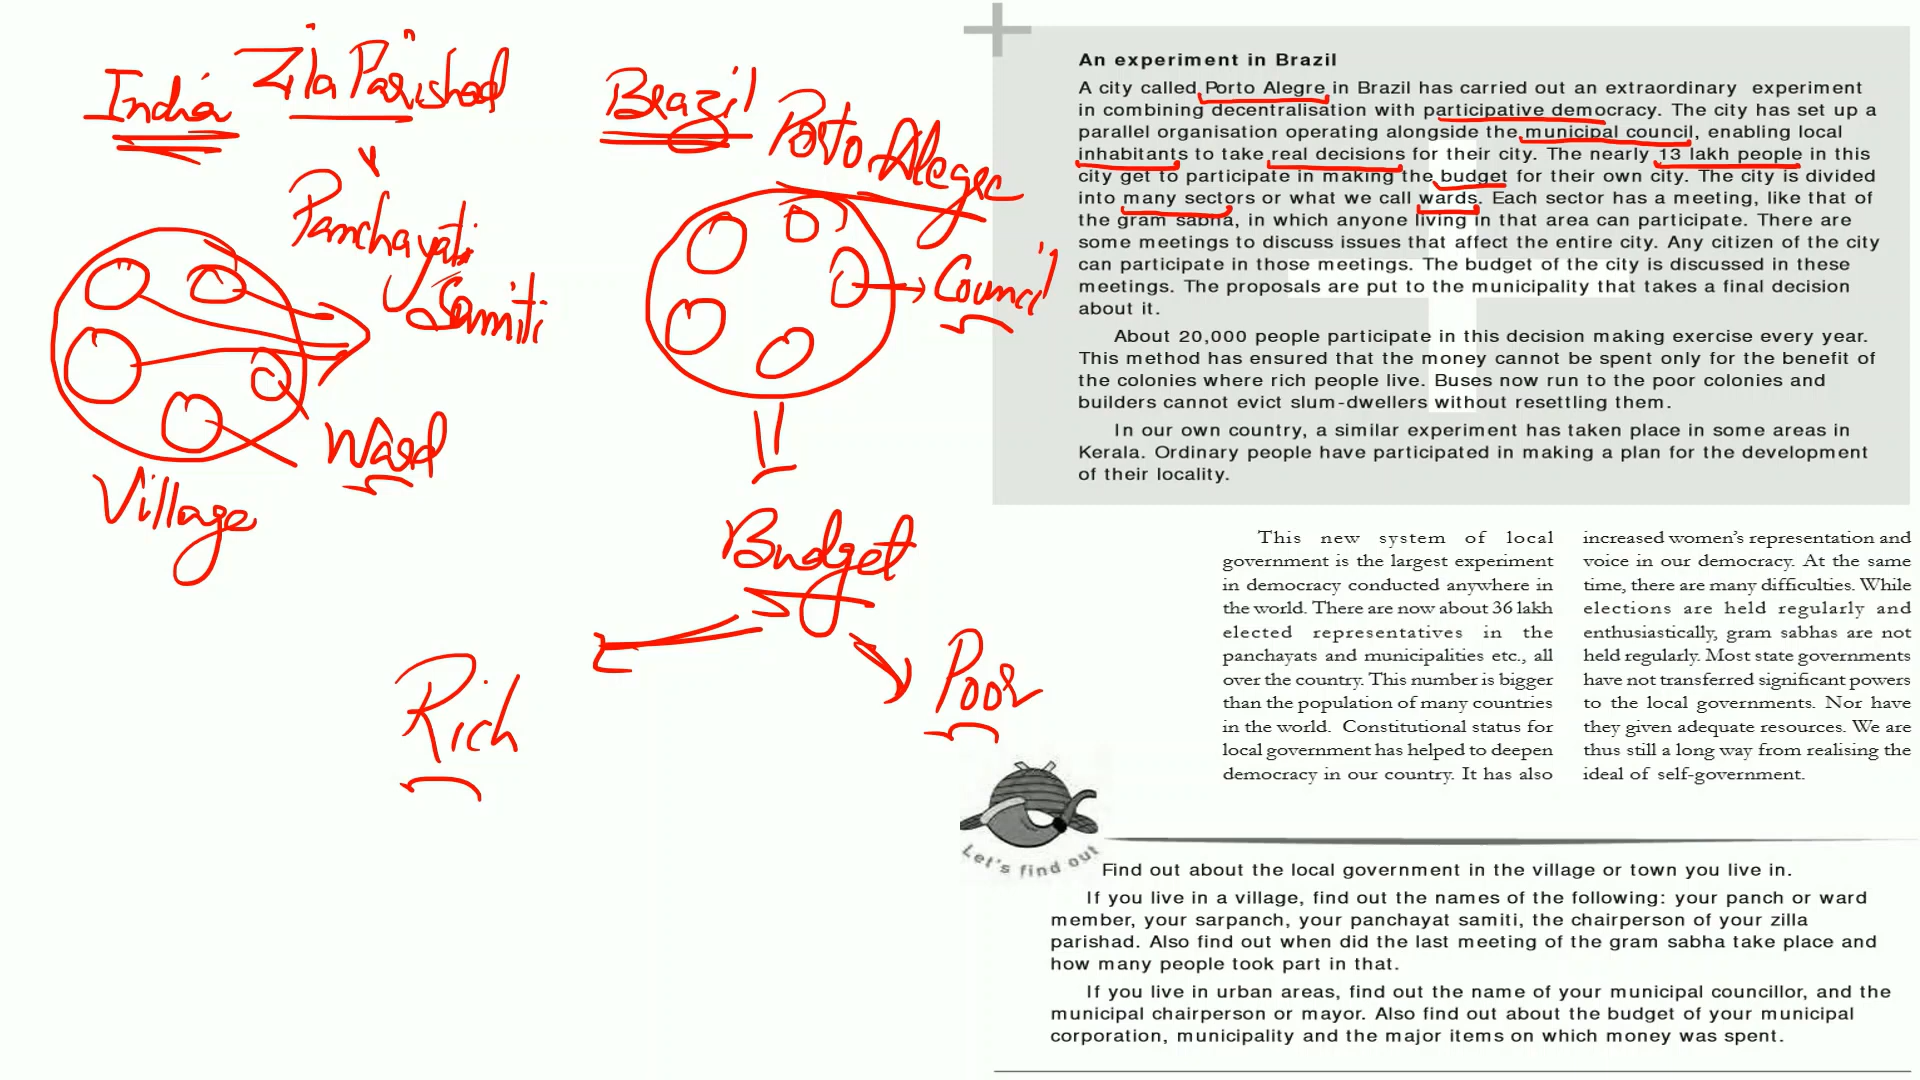 India
Zila Parishad
Panchayati
Samiti
Ward
Village
Brazil
Porto Alegre
Council
Budget
Rich
Poor
An experiment in Brazil
A city called Porto Alegre in Brazil has carried out an extraordinary experiment
in combining decentralisation with participative democracy. The city has set up a
parallel organisation operating alongside the municipal council, enabling local
inhabitants to take real decisions for their city. The nearly 13 lakh people in this
city get to participate in making the budget for their own city. The city is divided
into many sectors or what we call wards. Each sector has a meeting, like that of
the gram sabha, in which anyone living in that area can participate. There are
some meetings to discuss issues that affect the entire city. Any citizen of the city
can participate in those meetings. The budget of the city is discussed in these
meetings. The proposals are put to the municipality that takes a final decision
about it.
About 20,000 people participate in this decision making exercise every year.
This method has ensured that the money cannot be spent only for the benefit of
the colonies where rich people live. Buses now run to the poor colonies and
builders cannot evict slum-dwellers without resettling them.
In our own country, a similar experiment has taken place in some areas in
Kerala. Ordinary people have participated in making a plan for the development
of their locality.
This new system of local
government is the largest experiment
in democracy conducted anywhere in
the world. There are now about 36 lakh
elected representatives in the
panchayats and municipalities etc., all
over the country. This number is bigger
than the population of many countries
in the world. Constitutional status for
local government has helped to deepen
democracy in our country. It has also
increased women's representation and
voice in our democracy. At the same
time, there are many difficulties. While
elections are held regularly and
enthusiastically, gram sabhas are not
held regularly. Most state governments
have not transferred significant powers
to the local governments. Nor have
they given adequate resources. We are
thus still a long way from realising the
ideal of self-government.
Let's find out
Find out about the local government in the village or town you live in.
If you live in a village, find out the names of the following: your panch or ward
member, your sarpanch, your panchayat samiti, the chairperson of your zilla
parishad. Also find out when did the last meeting of the gram sabha take place and
how many people took part in that.
If you live in urban areas, find out the name of your municipal councillor, and the
municipal chairperson or mayor. Also find out about the budget of your municipal
corporation, municipality and the major items on which money was spent.